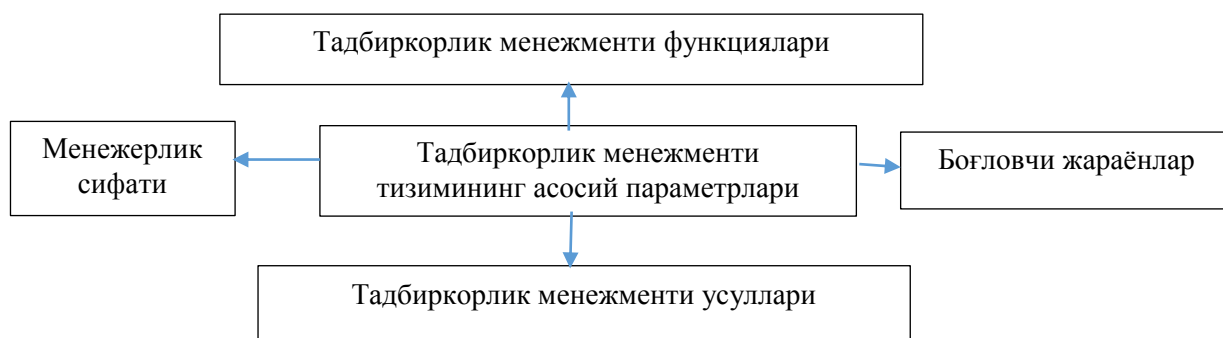 Тадбиркорлик менежменти функциялари
Менежерлик
сифати
Тадбиркорлик менежменти
тизимининг асосий параметрлари
Боғловчи жараёнлар
Тадбиркорлик менежменти усуллари